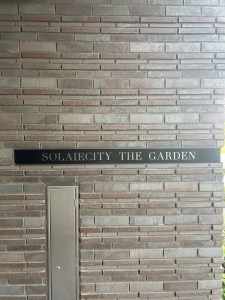 SOLAIECITY THE GARDEN